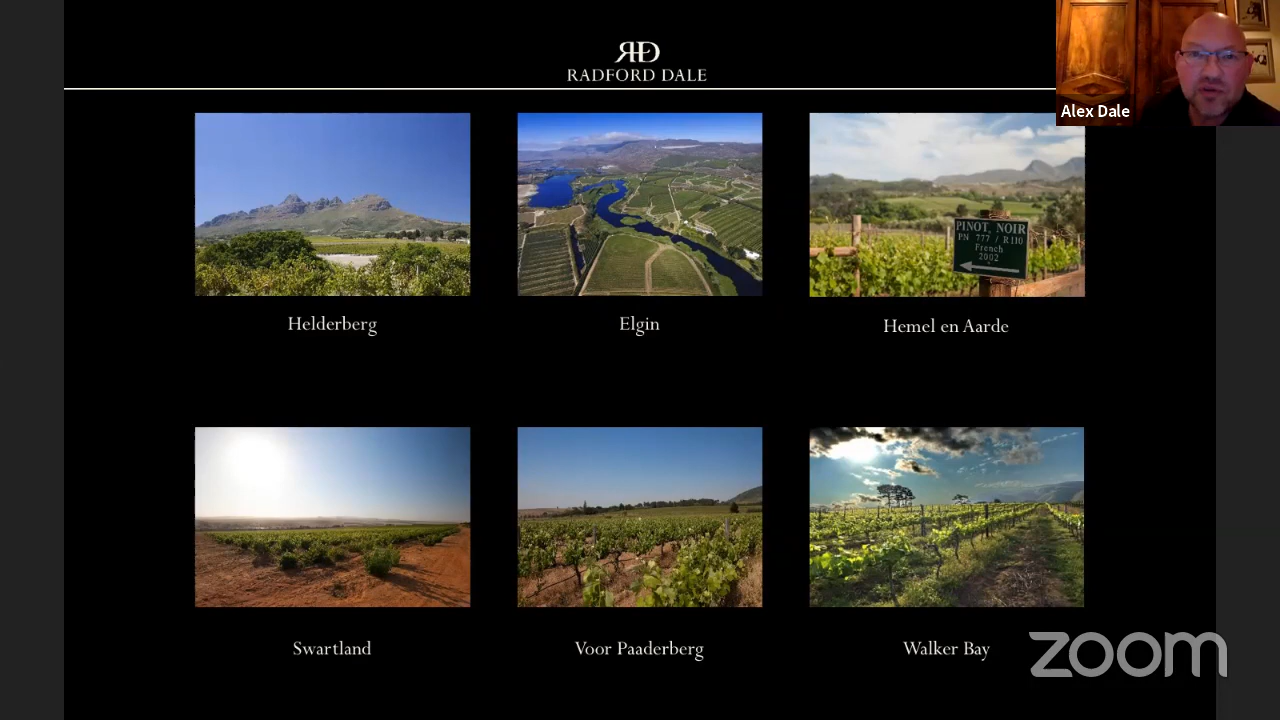 RD
RADFORD DALE
Alex Dale
PINOT NOIR
PN 777 / R110
French
2002
Helderberg
Elgin
Hemel en Aarde
Swartland
Voor Paaderberg
Walker Bay
zoom